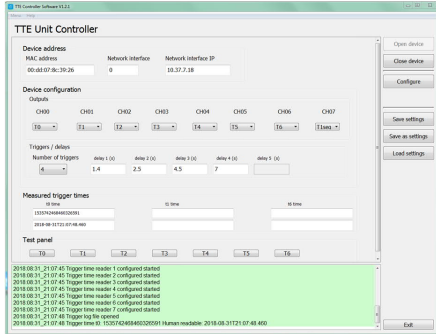 TTE Controller Software V1.2.1
Menu Help
TTE Unit Controller
Device address
MAC address Network interface Network interface IP
00:dd:07:8c:39:26 0 10.37.7.18
Device configuration
Outputs
CH00 CH01 CH02 CH03 CH04 CH05 CH06 CH07
T0 T1 T2 T3 T4 T5 T6 T1seq
Triggers / delays
Number of triggers delay 1 (s) delay 2 (s) delay 3 (s) delay 4 (s) delay 5 (s)
4 1.4 2.5 4.5 7
Measured trigger times
t0 time t1 time t6 time
1535742468460326591
2018-08-31T21:07:48.460
Test panel
T0 T1 T2 T3 T4 T5 T6
2018.08.31_21:07:45 Trigger time reader 1 configured started
2018.08.31_21:07:45 Trigger time reader 2 configured started
2018.08.31_21:07:45 Trigger time reader 3 configured started
2018.08.31_21:07:45 Trigger time reader 4 configured started
2018.08.31_21:07:45 Trigger time reader 5 configured started
2018.08.31_21:07:45 Trigger time reader 6 configured started
2018.08.31_21:07:45 Trigger time reader 7 configured started
2018.08.31_21:07:48 Trigger log file opened
2018.08.31_21:07:48 Trigger time t0: 1535742468460326591 Human readable: 2018-08-31T21:07:48.460
Open device
Close device
Configure
Save settings
Save as settings
Load settings
Exit